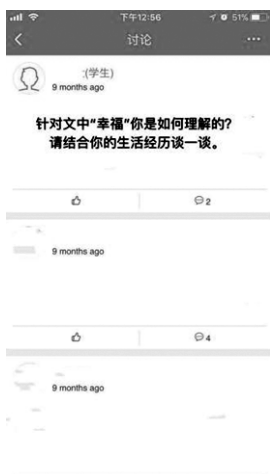 下午12:56 51%
讨论
:(学生)
9 months ago
针对文中“幸福”你是如何理解的?
请结合你的生活经历谈一谈。
2
9 months ago
4
9 months ago